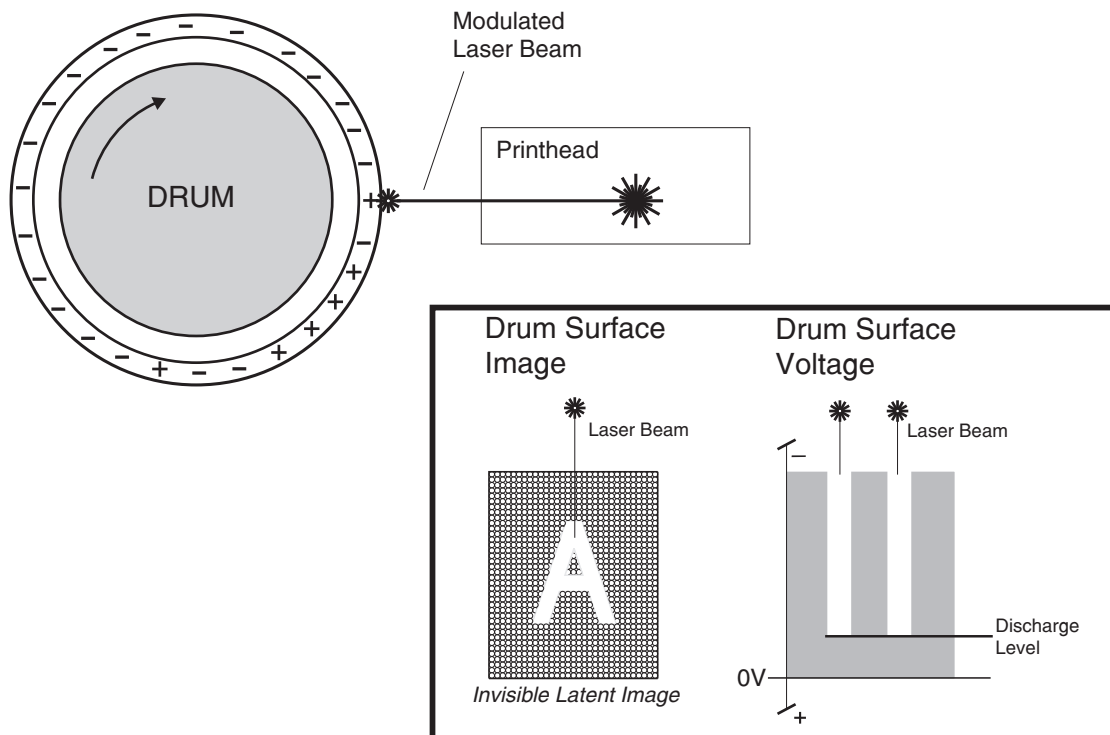 Modulated
Laser Beam
Printhead
DRUM
Drum Surface
Image
Laser Beam
A
Invisible Latent Image
Drum Surface
Voltage
Laser Beam
−
Discharge
Level
0V
+